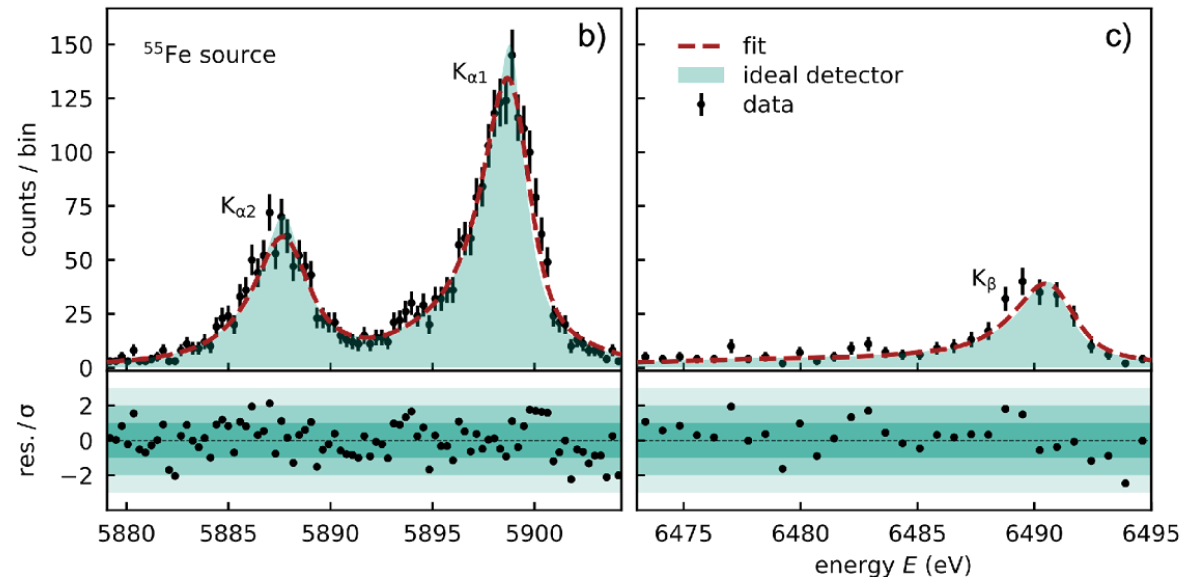 b)
⁵⁵Fe source
Kα1
Kα2
counts / bin
150
125
100
75
50
25
0
res. / σ
2
0
−2
5880 5885 5890 5895 5900
c)
fit
ideal detector
data
Kβ
6475 6480 6485 6490 6495
energy E (eV)